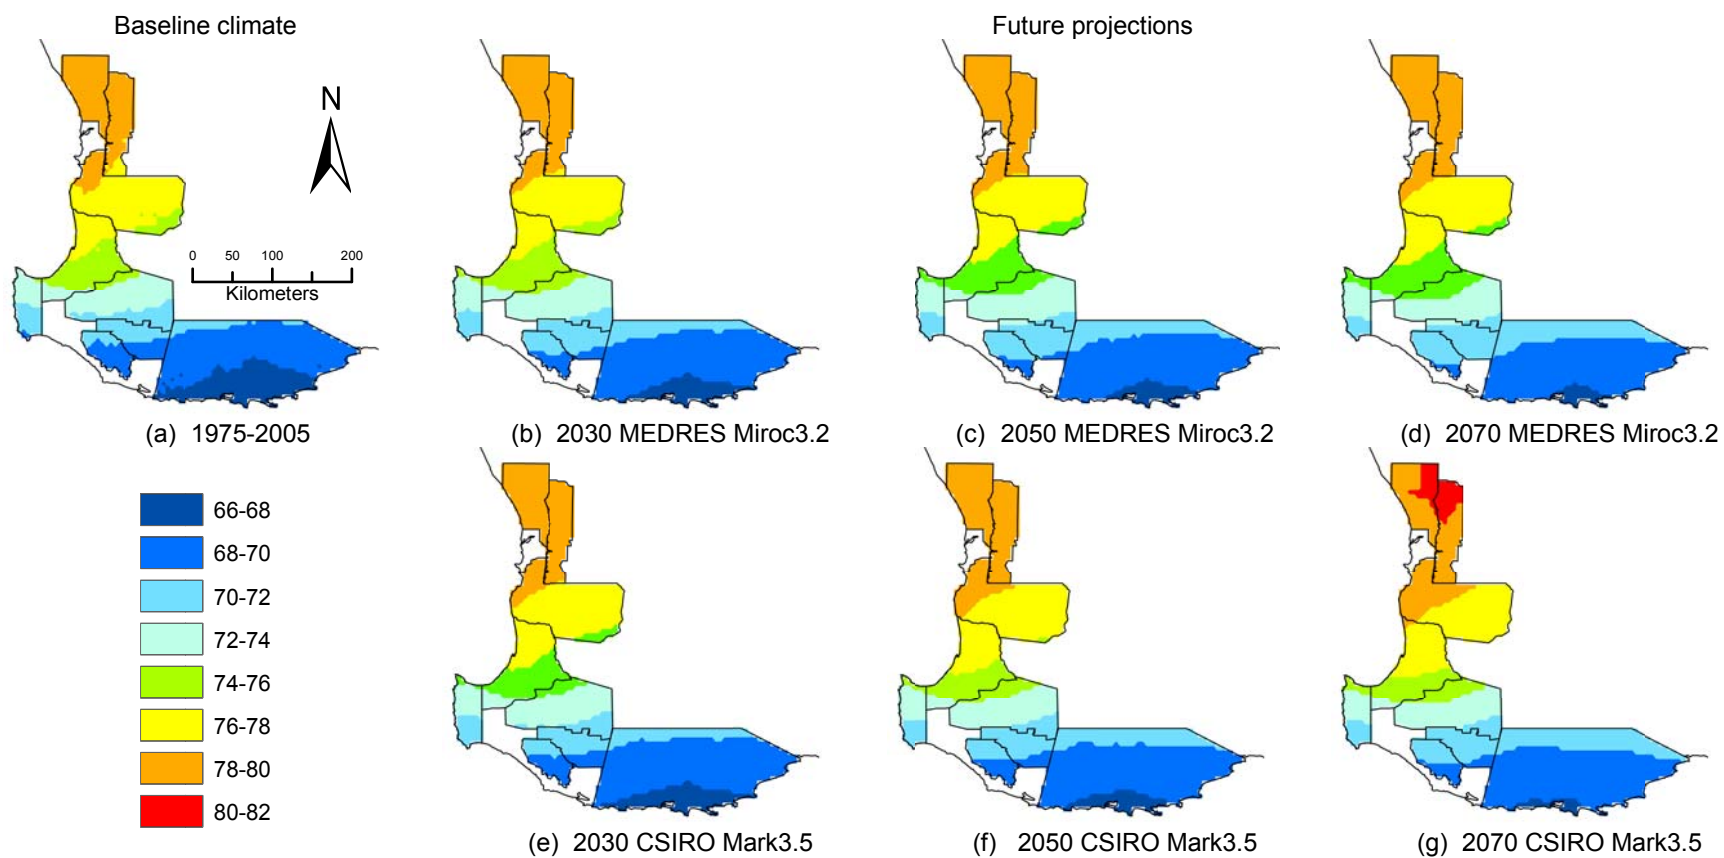 Baseline climate
Future projections
N
0 50 100 200
Kilometers
(a) 1975-2005
(b) 2030 MEDRES Miroc3.2
(c) 2050 MEDRES Miroc3.2
(d) 2070 MEDRES Miroc3.2
66-68
68-70
70-72
72-74
74-76
76-78
78-80
80-82
(e) 2030 CSIRO Mark3.5
(f) 2050 CSIRO Mark3.5
(g) 2070 CSIRO Mark3.5